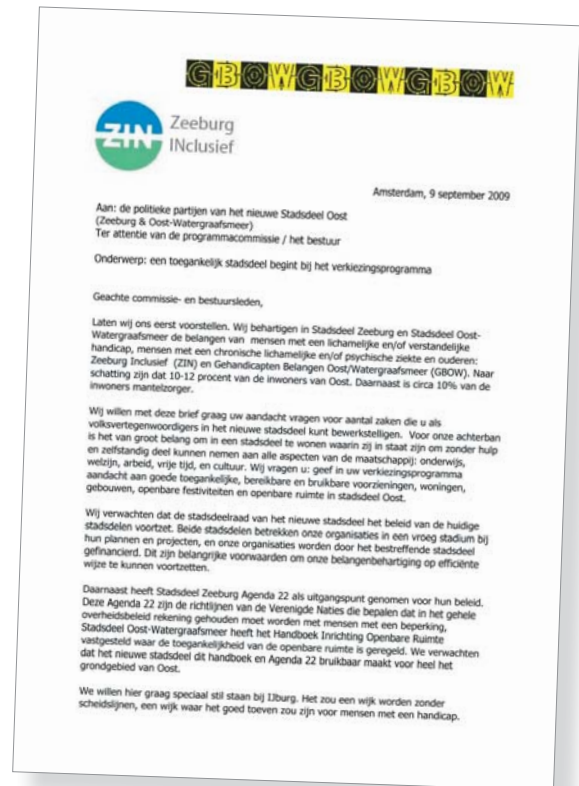 GBOWGBOWGBOW
ZIN Zeeburg
INclusief
Amsterdam, 9 september 2009
Aan: de politieke partijen van het nieuwe Stadsdeel Oost
(Zeeburg & Oost-Watergraafsmeer)
Ter attentie van de programmacommissie / het bestuur
Onderwerp: een toegankelijk stadsdeel begint bij het verkiezingsprogramma
Geachte commissie- en bestuursleden,
Laten wij ons eerst voorstellen. Wij behartigen in Stadsdeel Zeeburg en Stadsdeel Oost-
Watergraafsmeer de belangen van mensen met een lichamelijke en/of verstandelijke
handicap, mensen met een chronische lichamelijke en/of psychische ziekte en ouderen:
Zeeburg Inclusief (ZIN) en Gehandicapten Belangen Oost/Watergraafsmeer (GBOW). Naar
schatting zijn dat 10-12 procent van de inwoners van Oost. Daarnaast is circa 10% van de
inwoners mantelzorger.
Wij willen met deze brief graag uw aandacht vragen voor aantal zaken die u als
volksvertegenwoordigers in het nieuwe stadsdeel kunt bewerkstelligen. Voor onze achterban
is het van groot belang om in een stadsdeel te wonen waarin zij in staat zijn om zonder hulp
en zelfstandig deel kunnen nemen aan alle aspecten van de maatschappij: onderwijs,
welzijn, arbeid, vrije tijd, en cultuur. Wij vragen u: geef in uw verkiezingsprogramma
aandacht aan goede toegankelijke, bereikbare en bruikbare voorzieningen, woningen,
gebouwen, openbare festiviteiten en openbare ruimte in stadsdeel Oost.
Wij verwachten dat de stadsdeelraad van het nieuwe stadsdeel het beleid van de huidige
stadsdelen voortzet. Beide stadsdelen betrekken onze organisaties in een vroeg stadium bij
hun plannen en projecten, en onze organisaties worden door het bestreffende stadsdeel
gefinancierd. Dit zijn belangrijke voorwaarden om onze belangenbehartiging op efficiënte
wijze te kunnen voortzetten.
Daarnaast heeft Stadsdeel Zeeburg Agenda 22 als uitgangspunt genomen voor hun beleid.
Deze Agenda 22 zijn de richtlijnen van de Verenigde Naties die bepalen dat in het gehele
overheidsbeleid rekening gehouden moet worden met mensen met een beperking,
Stadsdeel Oost-Watergraafsmeer heeft het Handboek Inrichting Openbare Ruimte
vastgesteld waar de toegankelijkheid van de openbare ruimte is geregeld. We verwachten
dat het nieuwe stadsdeel dit handboek en Agenda 22 bruikbaar maakt voor heel het
grondgebied van Oost.
We willen hier graag speciaal stil staan bij IJburg. Het zou een wijk worden zonder
scheidslijnen, een wijk waar het goed toeven zou zijn voor mensen met een handicap.